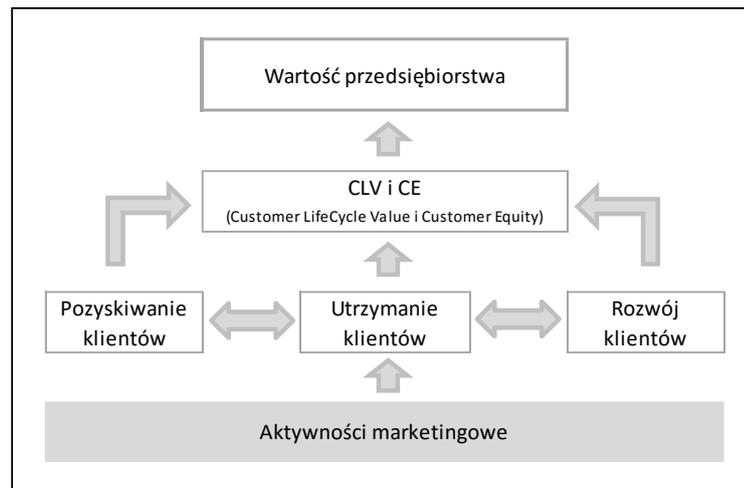 Wartość przedsiębiorstwa
CLV i CE
(Customer LifeCycle Value i Customer Equity)
Pozyskiwanie
klientów
Utrzymanie
klientów
Rozwój
klientów
Aktywności marketingowe